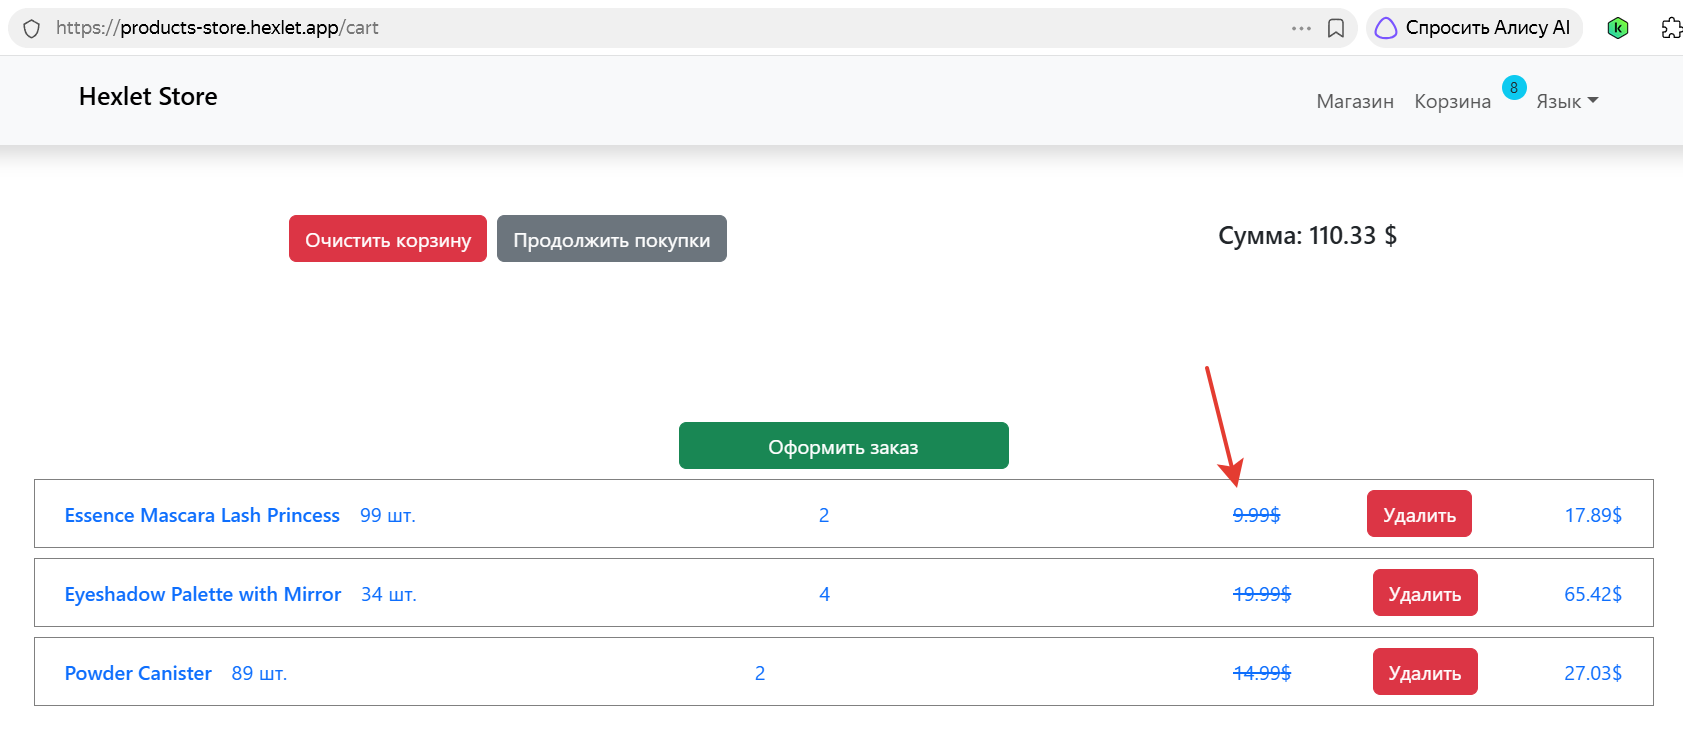 https://products-store.hexlet.app/cart
Спросить Алису AI
k
Hexlet Store
Магазин Корзина 8 Язык
Очистить корзину Продолжить покупки Сумма: 110.33 $
Оформить заказ
Essence Mascara Lash Princess 99 шт. 2 9.99$ Удалить 17.89$
Eyeshadow Palette with Mirror 34 шт. 4 19.99$ Удалить 65.42$
Powder Canister 89 шт. 2 14.99$ Удалить 27.03$